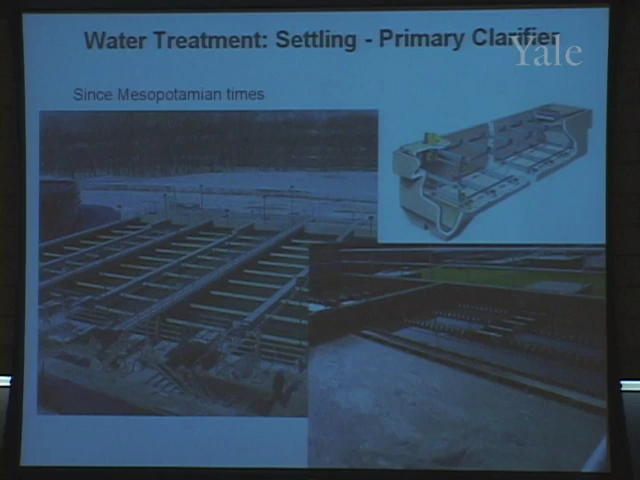 Water Treatment: Settling - Primary Clarifier
Yale
Since Mesopotamian times